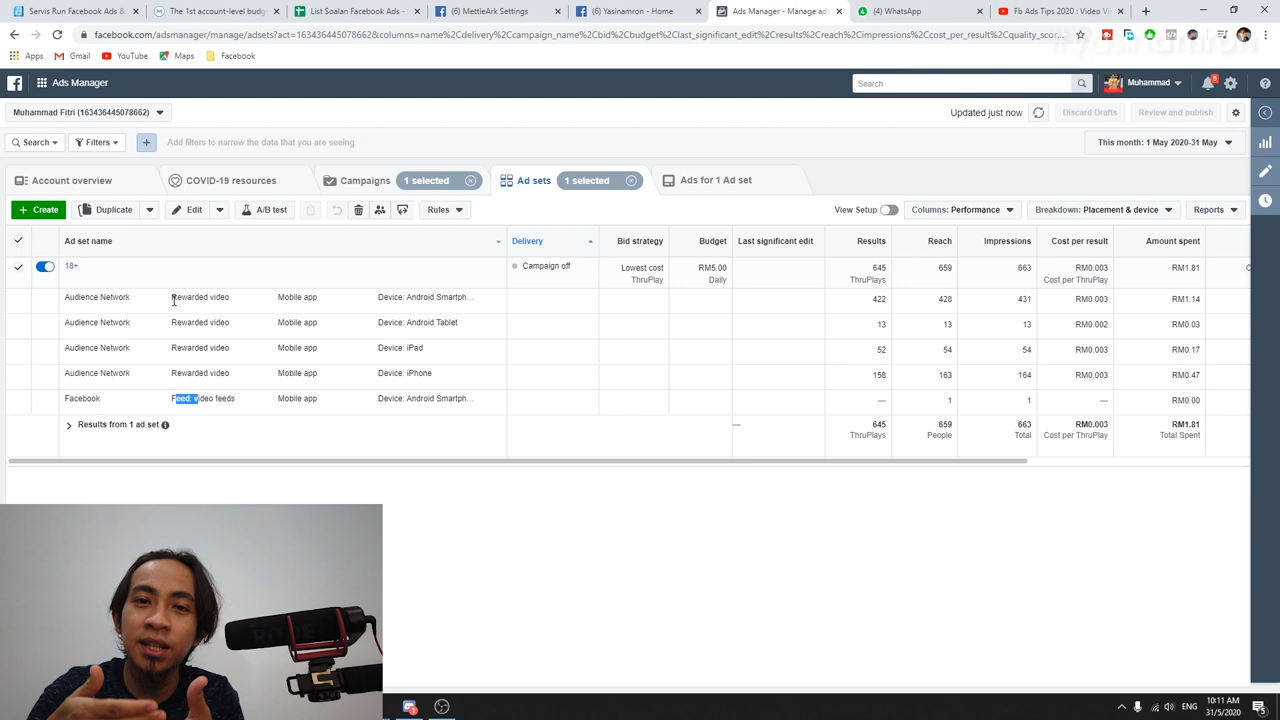 Servis Run Facebook Ads &
The 1st account-level budg
List Soalan Facebook Ads -
(6) MettleArk Settings
(6) Yasinamron - Home
Ads Manager - Manage ads
(4) WhatsApp
Fb Ads Tips 2020 : Video Vi
facebook.com/adsmanager/manage/adsets?act=163436445078662&columns=name%2Cdelivery%2Ccampaign_name%2Cbid%2Cbudget%2Clast_significant_edit%2Cresults%2Creach%2Cimpressions%2Ccost_per_result%2Cquality_scor...
Apps Gmail YouTube Maps Facebook
Ads Manager Search Muhammad 5
Muhammad Fitri (163436445078662) Updated just now Discard Drafts Review and publish
Search Filters + Add filters to narrow the data that you are seeing. This month: 1 May 2020-31 May
Account overview COVID-19 resources Campaigns 1 selected Ad sets 1 selected Ads for 1 Ad set
+ Create Duplicate Edit A/B test Rules View Setup Columns: Performance Breakdown: Placement & device Reports
Ad set name Delivery Bid strategy Budget Last significant edit Results Reach Impressions Cost per result Amount spent
18+ Campaign off Lowest cost RM5.00 645 659 663 RM0.003 RM1.81
ThruPlay Daily ThruPlays Cost per ThruPlay
Audience Network Rewarded video Mobile app Device: Android Smartph... 422 428 431 RM0.003 RM1.14
Audience Network Rewarded video Mobile app Device: Android Tablet 13 13 13 RM0.002 RM0.03
Audience Network Rewarded video Mobile app Device: iPad 52 54 54 RM0.003 RM0.17
Audience Network Rewarded video Mobile app Device: iPhone 158 163 164 RM0.003 RM0.47
Facebook Feed: video feeds Mobile app Device: Android Smartph... — 1 1 — RM0.00
Results from 1 ad set — 645 659 663 RM0.003 RM1.81
ThruPlays People Total Cost per ThruPlay Total Spent
RODE
ENG
10:11 AM
31/5/2020
5